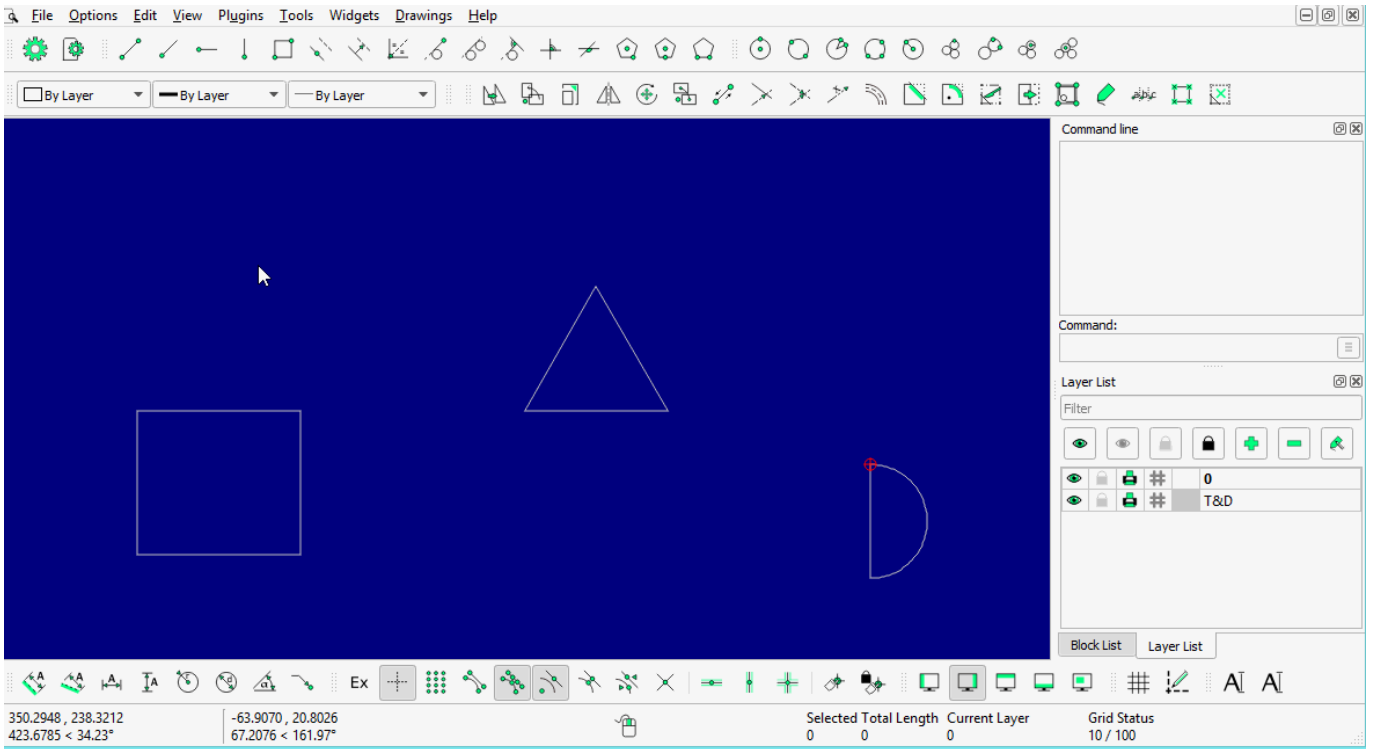 File Options Edit View Plugins Tools Widgets Drawings Help
By Layer By Layer By Layer
Command line
Command:
Layer List
Filter
0
T&D
Block List Layer List
Ex
350.2948 , 238.3212 -63.9070 , 20.8026 Selected Total Length Current Layer Grid Status
423.6785 < 34.23° 67.2076 < 161.97° 0 0 0 10 / 100